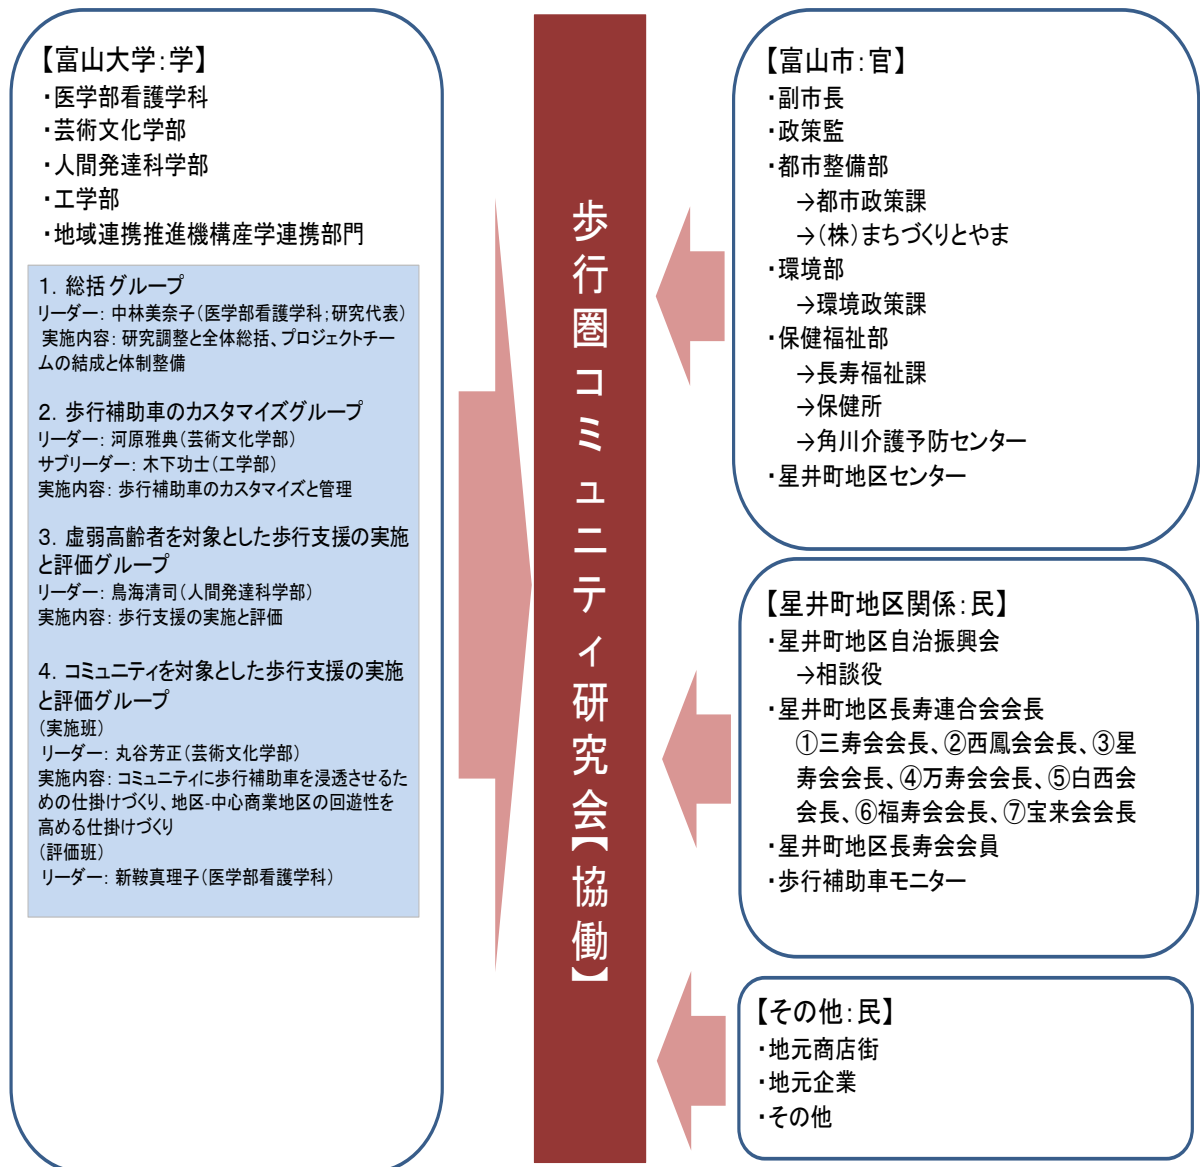 【富山大学:学】
・医学部看護学科
・芸術文化学部
・人間発達科学部
・工学部
・地域連携推進機構産学連携部門
1. 総括グループ
リーダー: 中林美奈子(医学部看護学科;研究代表)
実施内容: 研究調整と全体総括、プロジェクトチー
ムの結成と体制整備
2. 歩行補助車のカスタマイズグループ
リーダー: 河原雅典(芸術文化学部)
サブリーダー: 木下功士(工学部)
実施内容: 歩行補助車のカスタマイズと管理
3. 虚弱高齢者を対象とした歩行支援の実施
と評価グループ
リーダー: 鳥海清司(人間発達科学部)
実施内容: 歩行支援の実施と評価
4. コミュニティを対象とした歩行支援の実施
と評価グループ
(実施班)
リーダー: 丸谷芳正(芸術文化学部)
実施内容: コミュニティに歩行補助車を浸透させるた
めの仕掛けづくり、地区-中心商業地区の回遊性を
高める仕掛けづくり
(評価班)
リーダー: 新鞍真理子(医学部看護学科)
歩行圏コミュニティ研究会【協働】
【富山市:官】
・副市長
・政策監
・都市整備部
→都市政策課
→(株)まちづくりとやま
・環境部
→環境政策課
・保健福祉部
→長寿福祉課
→保健所
→角川介護予防センター
・星井町地区センター
【星井町地区関係:民】
・星井町地区自治振興会
→相談役
・星井町地区長寿連合会会長
①三寿会会長、②西鳳会会長、③星
寿会会長、④万寿会会長、⑤白西会
会長、⑥福寿会会長、⑦宝来会会長
・星井町地区長寿会会員
・歩行補助車モニター
【その他:民】
・地元商店街
・地元企業
・その他